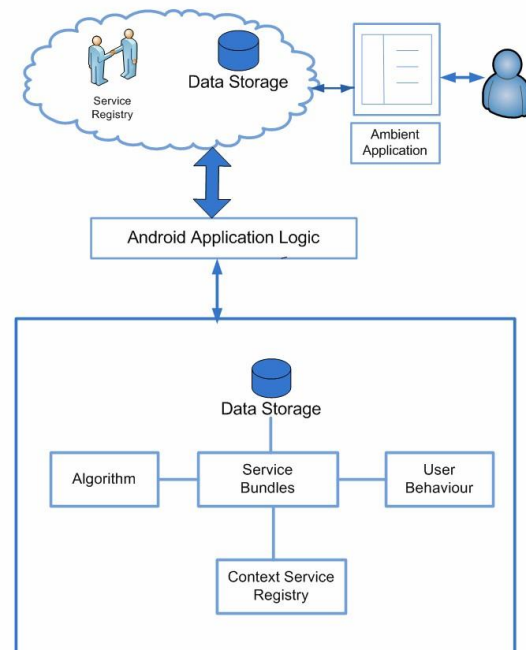 Data Storage
Service
Registry
Ambient
Application
Android Application Logic
Data Storage
Algorithm
Service
Bundles
User
Behaviour
Context Service
Registry